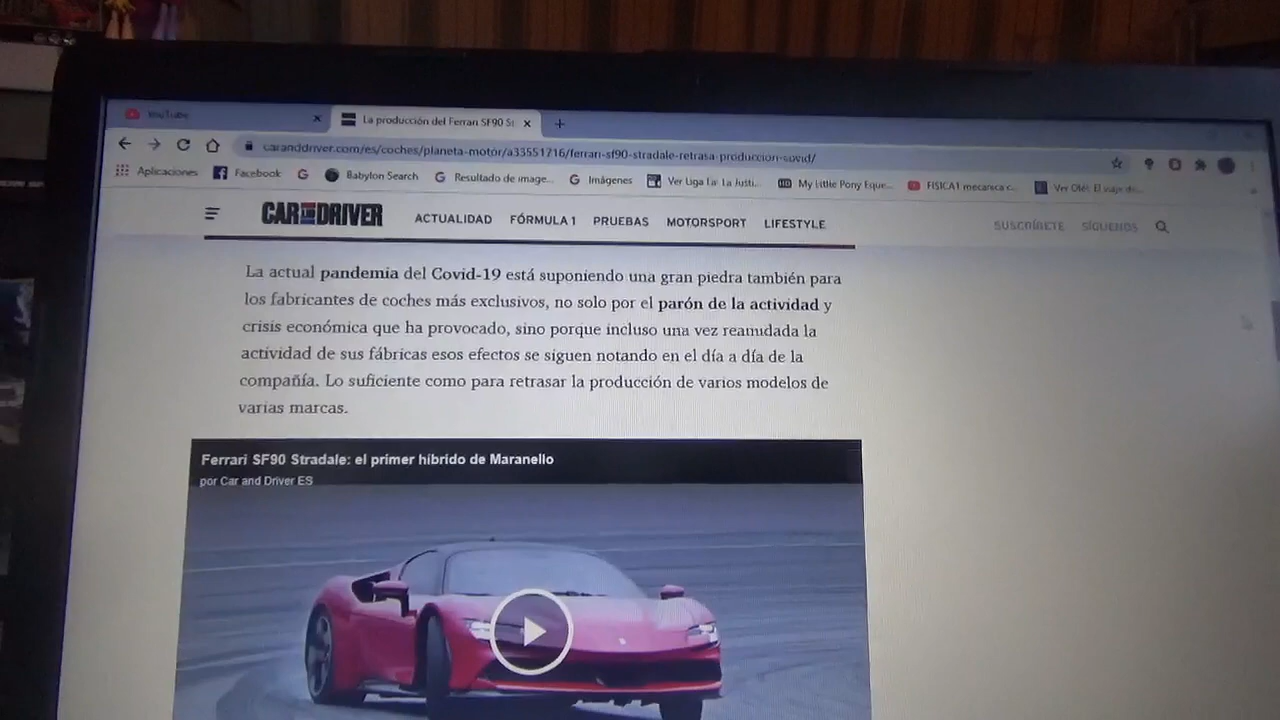 YouTube
La producción del Ferrari SF90 St
caranddriver.com/es/coches/planeta-motor/a33551716/ferrari-sf90-stradale-retrasa-produccion-covid/
Aplicaciones Facebook Babylon Search Resultado de image... Imágenes Ver Liga La Justi... My Little Pony Eque... FISICA1 mecanica c... Ver
CAR AND DRIVER ACTUALIDAD FÓRMULA 1 PRUEBAS MOTORSPORT LIFESTYLE SUSCRÍBETE SÍGUENOS
La actual pandemia del Covid-19 está suponiendo una gran piedra también para
los fabricantes de coches más exclusivos, no solo por el parón de la actividad y
crisis económica que ha provocado, sino porque incluso una vez reanudada la
actividad de sus fábricas esos efectos se siguen notando en el día a día de la
compañía. Lo suficiente como para retrasar la producción de varios modelos de
varias marcas.
Ferrari SF90 Stradale: el primer híbrido de Maranello
por Car and Driver ES